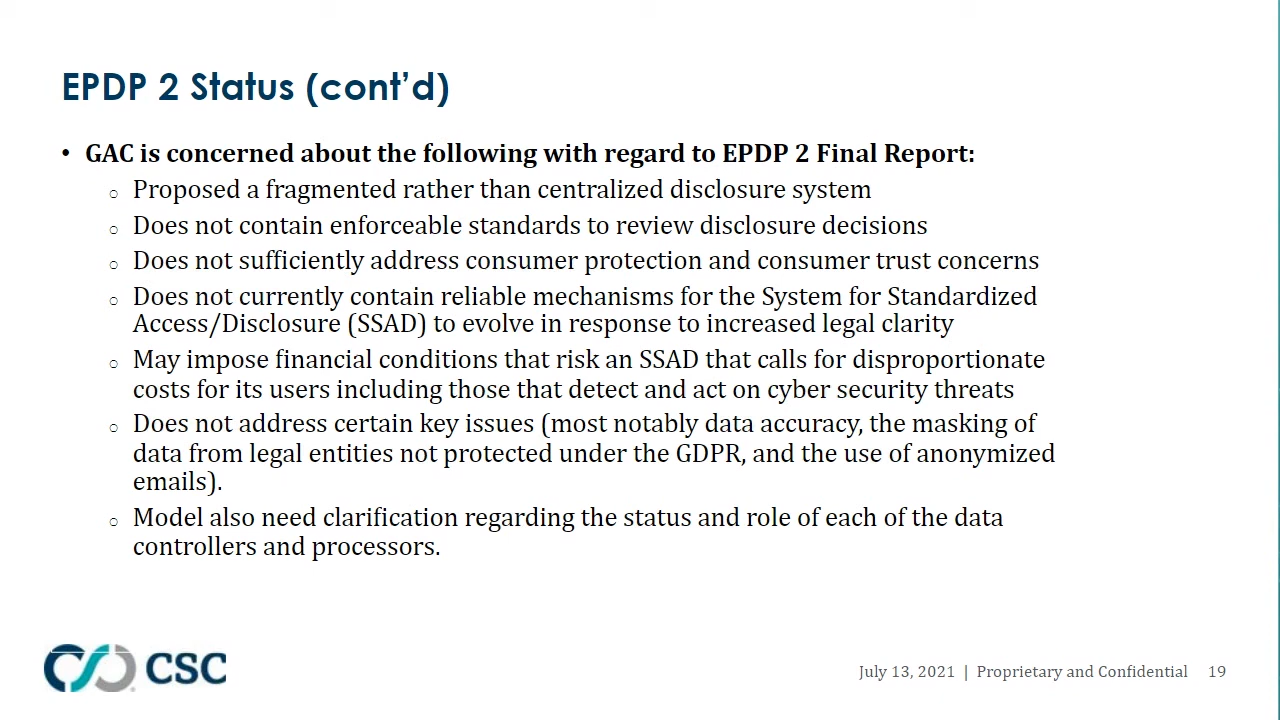 EPDP 2 Status (cont’d)
• GAC is concerned about the following with regard to EPDP 2 Final Report:
○ Proposed a fragmented rather than centralized disclosure system
○ Does not contain enforceable standards to review disclosure decisions
○ Does not sufficiently address consumer protection and consumer trust concerns
○ Does not currently contain reliable mechanisms for the System for Standardized
Access/Disclosure (SSAD) to evolve in response to increased legal clarity
○ May impose financial conditions that risk an SSAD that calls for disproportionate
costs for its users including those that detect and act on cyber security threats
○ Does not address certain key issues (most notably data accuracy, the masking of
data from legal entities not protected under the GDPR, and the use of anonymized
emails).
○ Model also need clarification regarding the status and role of each of the data
controllers and processors.
CSC
July 13, 2021 | Proprietary and Confidential 19